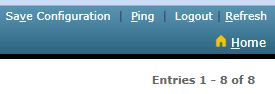 Save Configuration | Ping | Logout | Refresh
Home
Entries 1 - 8 of 8